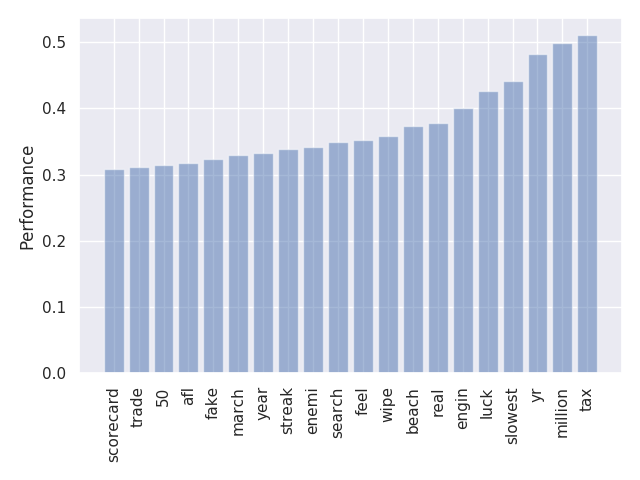 Performance
0.5
0.4
0.3
0.2
0.1
0.0
scorecard
trade
50
afl
fake
march
year
streak
enemi
search
feel
wipe
beach
real
engin
luck
slowest
yr
million
tax